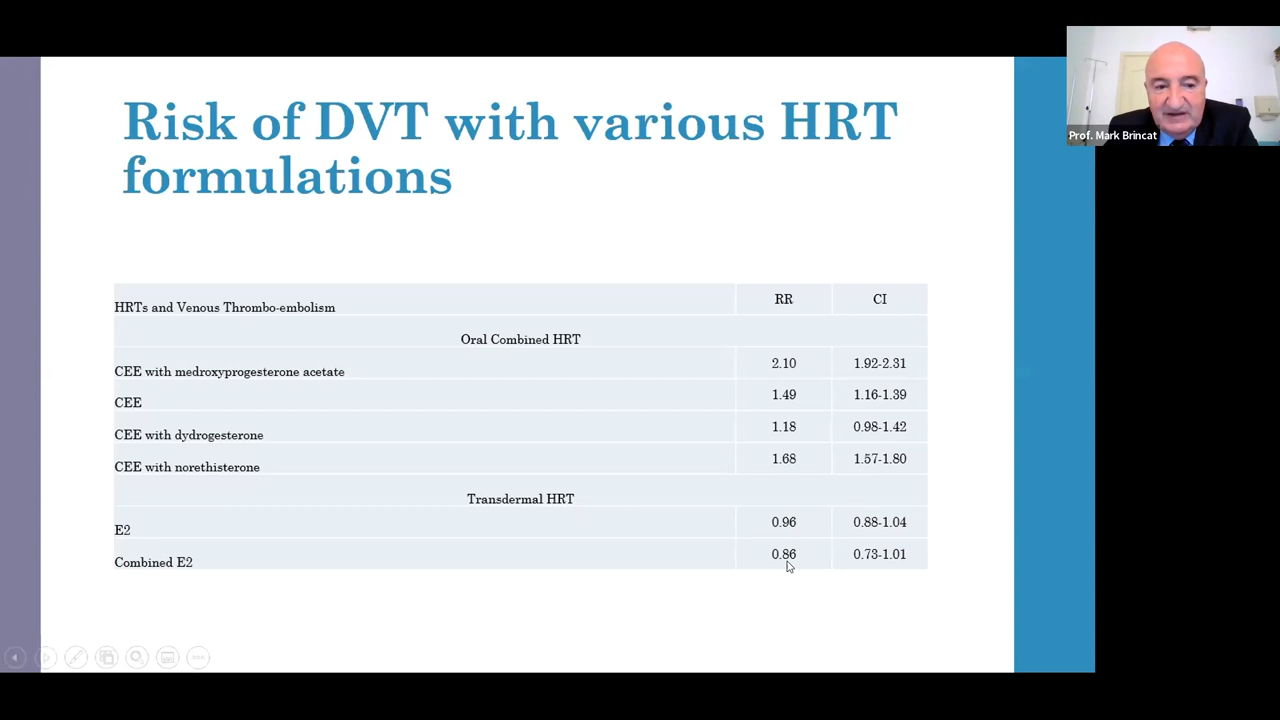 Prof. Mark Brincat
Risk of DVT with various HRT
formulations
HRTs and Venous Thrombo-embolism RR CI
Oral Combined HRT
CEE with medroxyprogesterone acetate 2.10 1.92-2.31
CEE 1.49 1.16-1.39
CEE with dydrogesterone 1.18 0.98-1.42
CEE with norethisterone 1.68 1.57-1.80
Transdermal HRT
E2 0.96 0.88-1.04
Combined E2 0.86 0.73-1.01